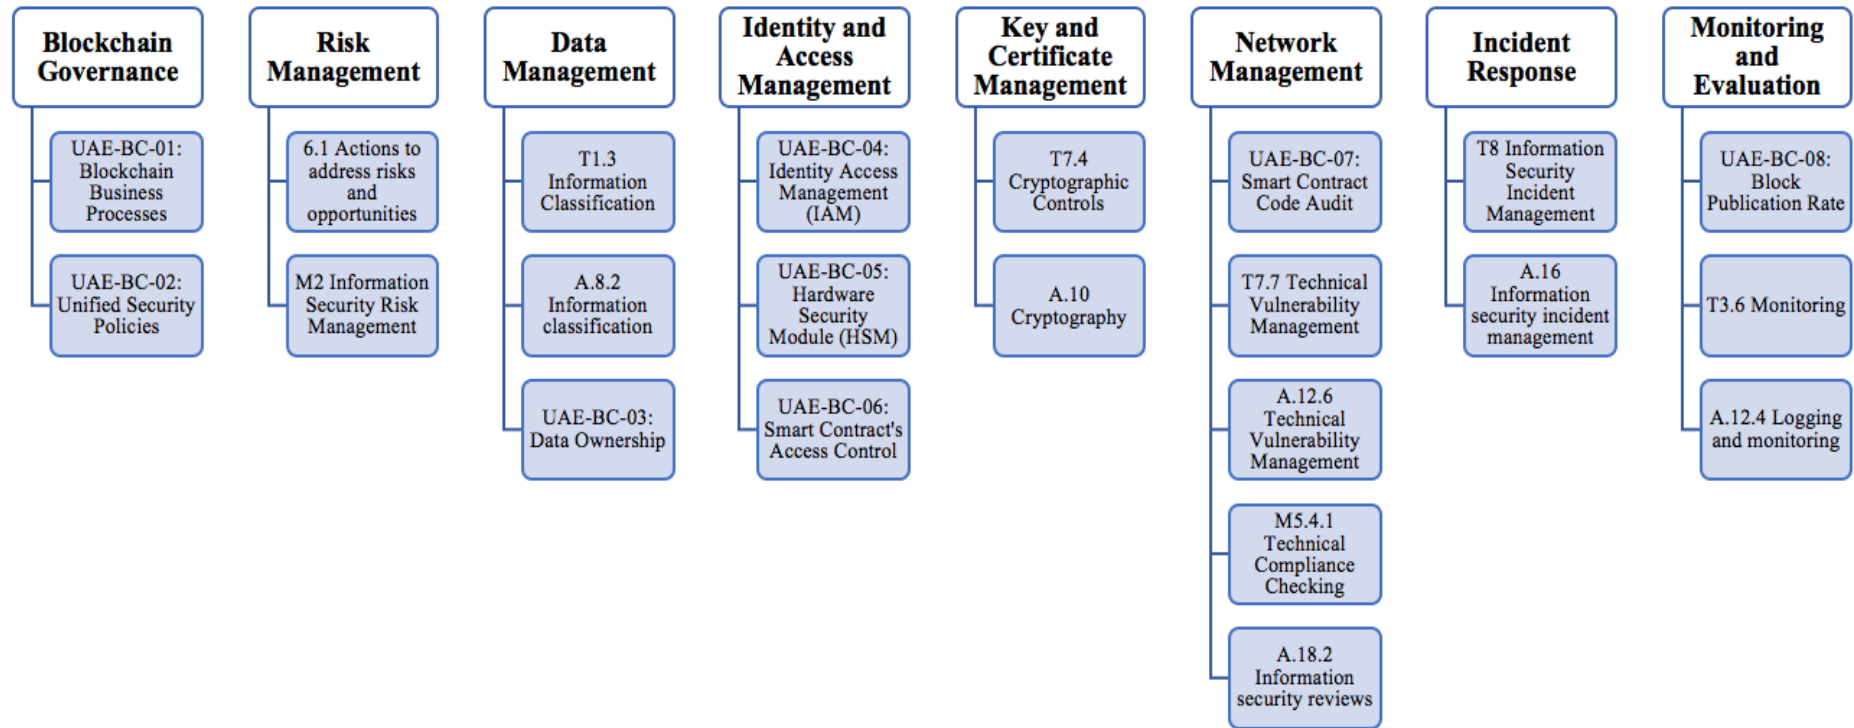 Blockchain
Governance
UAE-BC-01:
Blockchain
Business
Processes
UAE-BC-02:
Unified Security
Policies
Risk
Management
6.1 Actions to
address risks
and
opportunities
M2 Information
Security Risk
Management
Data
Management
T1.3
Information
Classification
A.8.2
Information
classification
UAE-BC-03:
Data Ownership
Identity and
Access
Management
UAE-BC-04:
Identity Access
Management
(IAM)
UAE-BC-05:
Hardware
Security
Module (HSM)
UAE-BC-06:
Smart Contract's
Access Control
Key and
Certificate
Management
T7.4
Cryptographic
Controls
A.10
Cryptography
Network
Management
UAE-BC-07:
Smart Contract
Code Audit
T7.7 Technical
Vulnerability
Management
A.12.6
Technical
Vulnerability
Management
M5.4.1
Technical
Compliance
Checking
A.18.2
Information
security reviews
Incident
Response
T8 Information
Security
Incident
Management
A.16
Information
security incident
management
Monitoring
and
Evaluation
UAE-BC-08:
Block
Publication Rate
T3.6 Monitoring
A.12.4 Logging
and monitoring